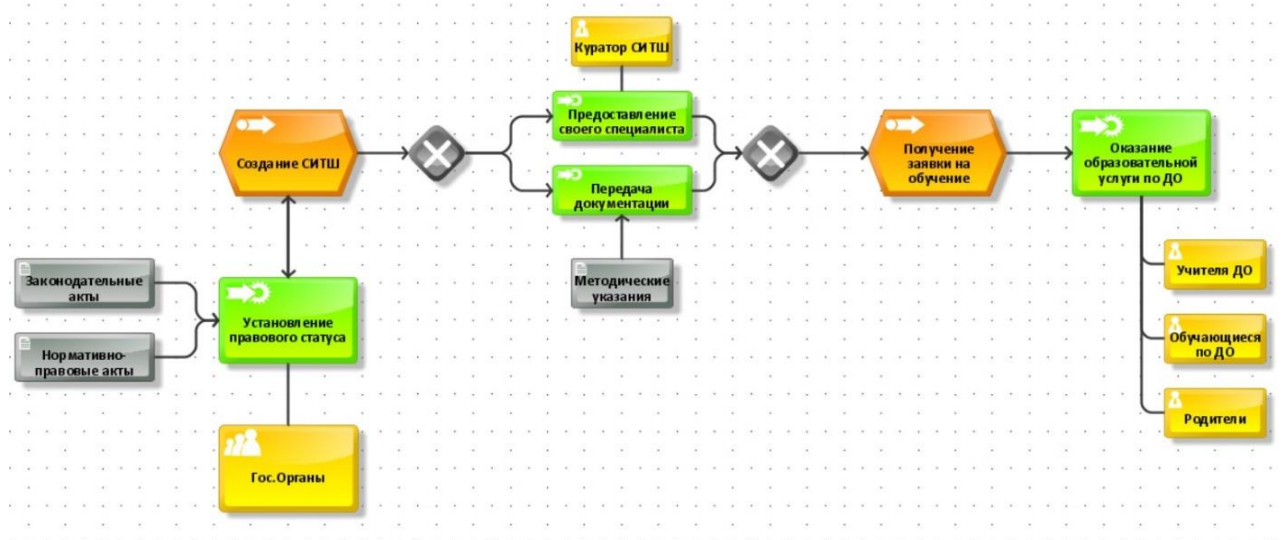 Куратор СИТШ
Предоставление
своего специалиста
Создание СИТШ
Передача
документации
Методические
указания
Получение
заявки на
обучение
Оказание
образовательной
услуги по ДО
Законодательные
акты
Нормативно-
правовые акты
Установление
правового статуса
Гос.Органы
Учителя ДО
Обучающиеся
по ДО
Родители